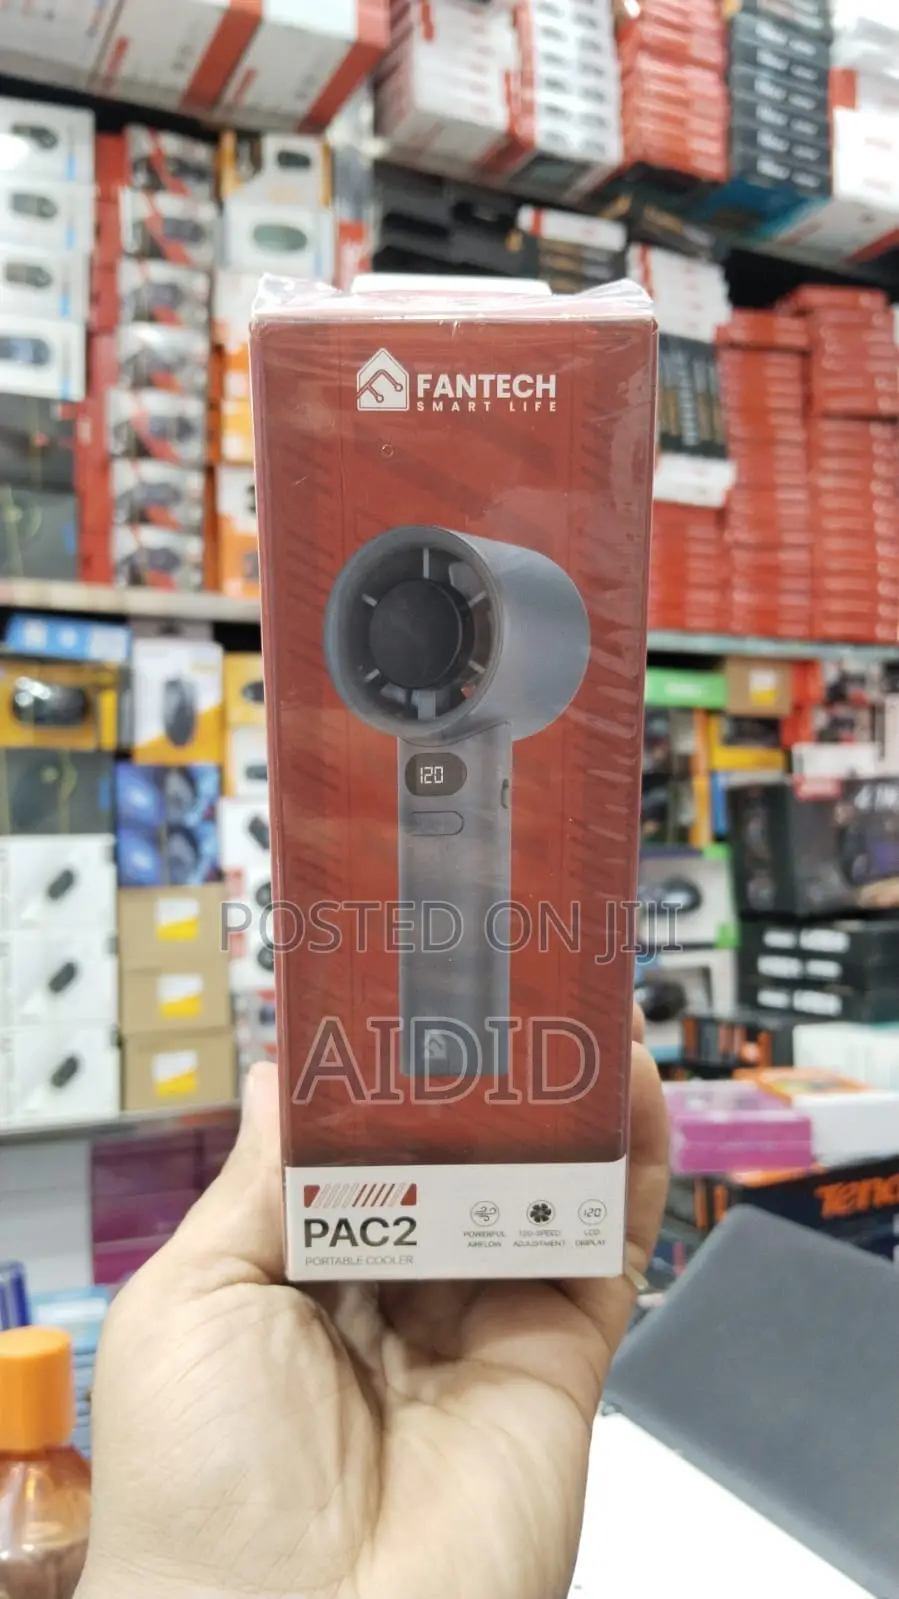 FANTECH
SMART LIFE
120
POSTED ON JIJI
AIDID
PAC2
PORTABLE COOLER
POWERFUL
AIRFLOW
120-SPEED
ADJUSTMENT
120
LCD
DISPLAY
Tend